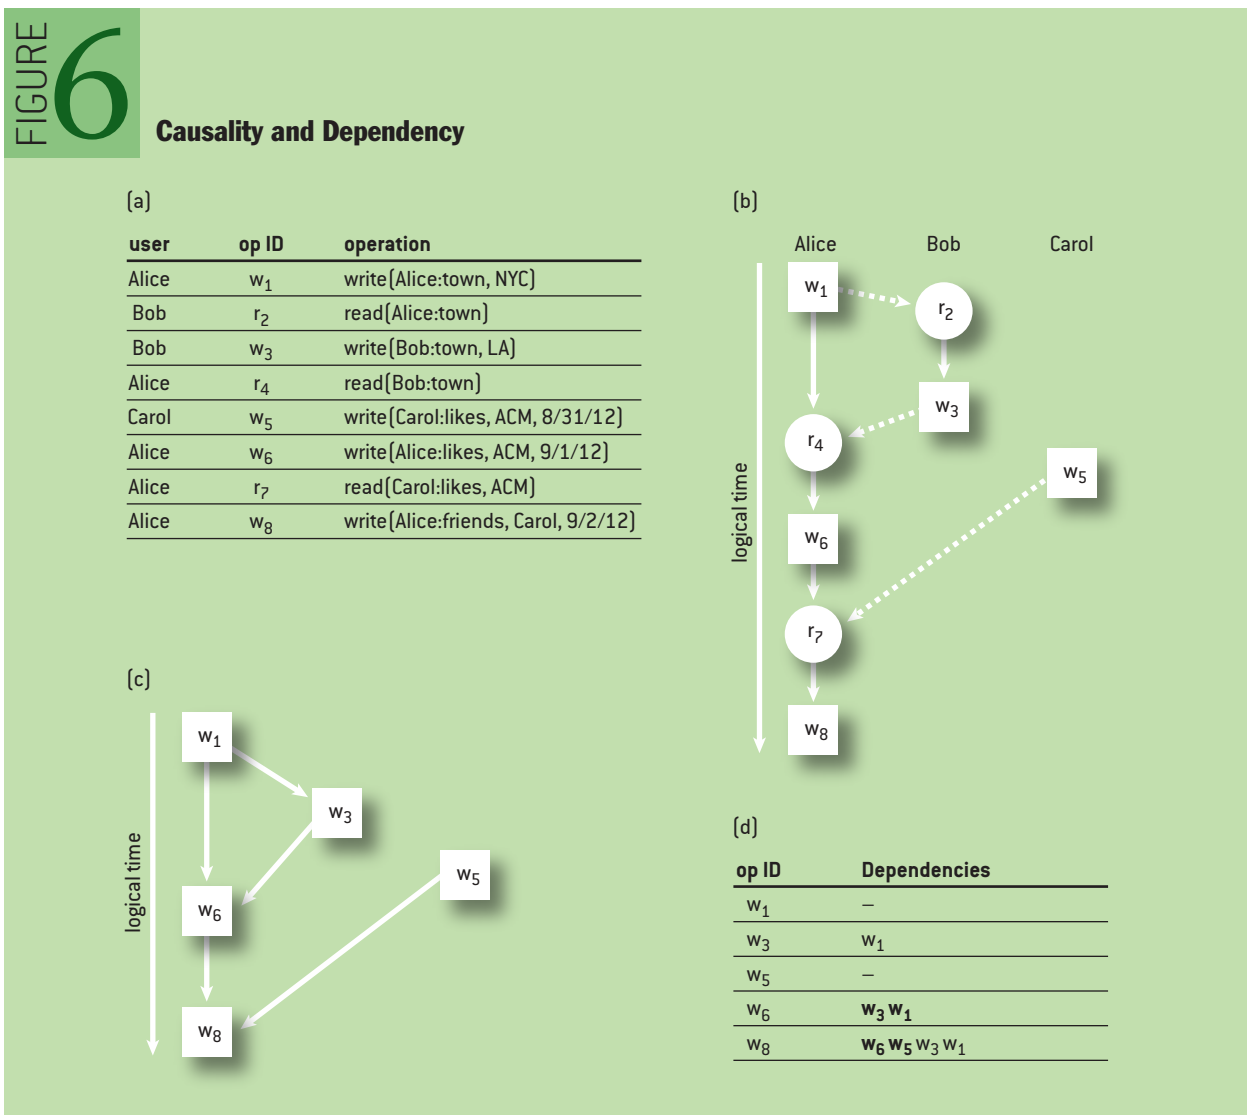 FIGURE 6
Causality and Dependency
(a)
user op ID operation
Alice w1 write(Alice:town, NYC)
Bob r2 read(Alice:town)
Bob w3 write(Bob:town, LA)
Alice r4 read(Bob:town)
Carol w5 write(Carol:likes, ACM, 8/31/12)
Alice w6 write(Alice:likes, ACM, 9/1/12)
Alice r7 read(Carol:likes, ACM)
Alice w8 write(Alice:friends, Carol, 9/2/12)
(b)
Alice Bob Carol
w1
r2
w3
r4
w5
w6
r7
w8
logical time
(c)
w1
w3
w5
w6
w8
logical time
(d)
op ID Dependencies
w1 –
w3 w1
w5 –
w6 w3 w1
w8 w6 w5 w3 w1